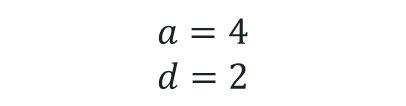 a = 4
d = 2